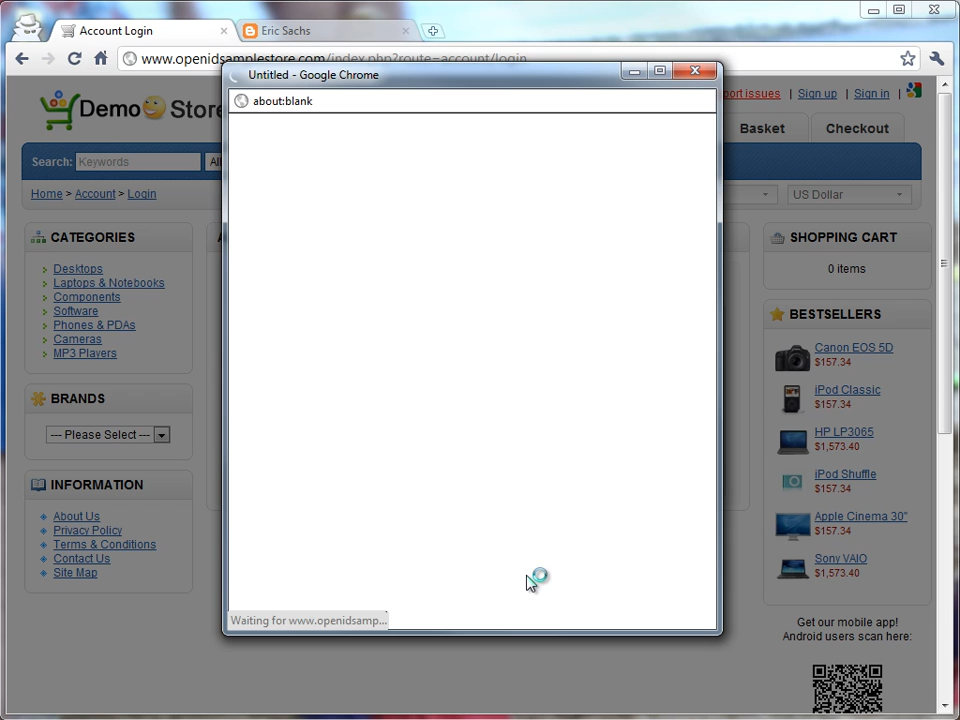 Account Login
Eric Sachs
www.openidsamplestore.com/index.php?route=account/login
Untitled - Google Chrome
about:blank
Demo Store
port issues | Sign up | Sign in |
Basket
Checkout
Search:
Keywords
All
Home > Account > Login
US Dollar
CATEGORIES
Desktops
Laptops & Notebooks
Components
Software
Phones & PDAs
Cameras
MP3 Players
BRANDS
--- Please Select ---
INFORMATION
About Us
Privacy Policy
Terms & Conditions
Contact Us
Site Map
A
SHOPPING CART
0 items
BESTSELLERS
Canon EOS 5D
$157.34
iPod Classic
$157.34
HP LP3065
$1,573.40
iPod Shuffle
$157.34
Apple Cinema 30"
$157.34
Sony VAIO
$1,573.40
Get our mobile app!
Android users scan here:
Waiting for www.openidsamp...